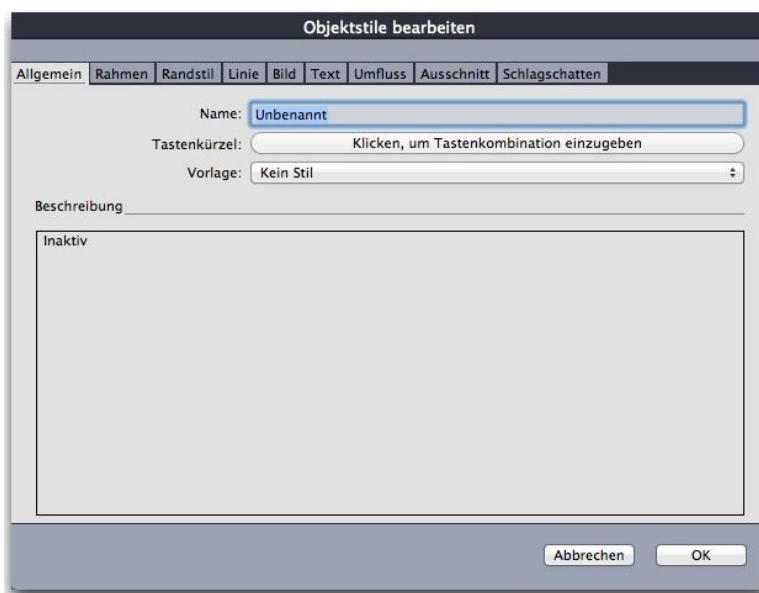 Objektstile bearbeiten
Allgemein Rahmen Randstil Linie Bild Text Umfluss Ausschnitt Schlagschatten
Name: Unbenannt
Tastenkürzel: Klicken, um Tastenkombination einzugeben
Vorlage: Kein Stil
Beschreibung
Inaktiv
Abbrechen OK